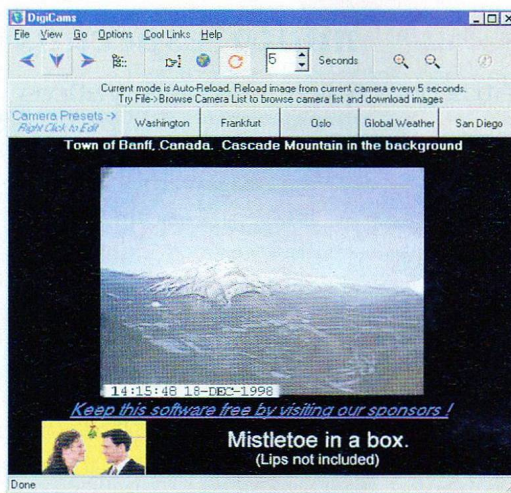 DigiCams
File View Go Options Cool Links Help
5 Seconds
Current mode is Auto-Reload. Reload image from current camera every 5 seconds.
Try File->Browse Camera List to browse camera list and download images
Camera Presets ->
Right Click to Edit
Washington Frankfurt Oslo Global Weather San Diego
Town of Banff, Canada. Cascade Mountain in the background
14:15:48 18-DEC-1998
Keep this software free by visiting our sponsors !
Mistletoe in a box.
(Lips not included)
Done